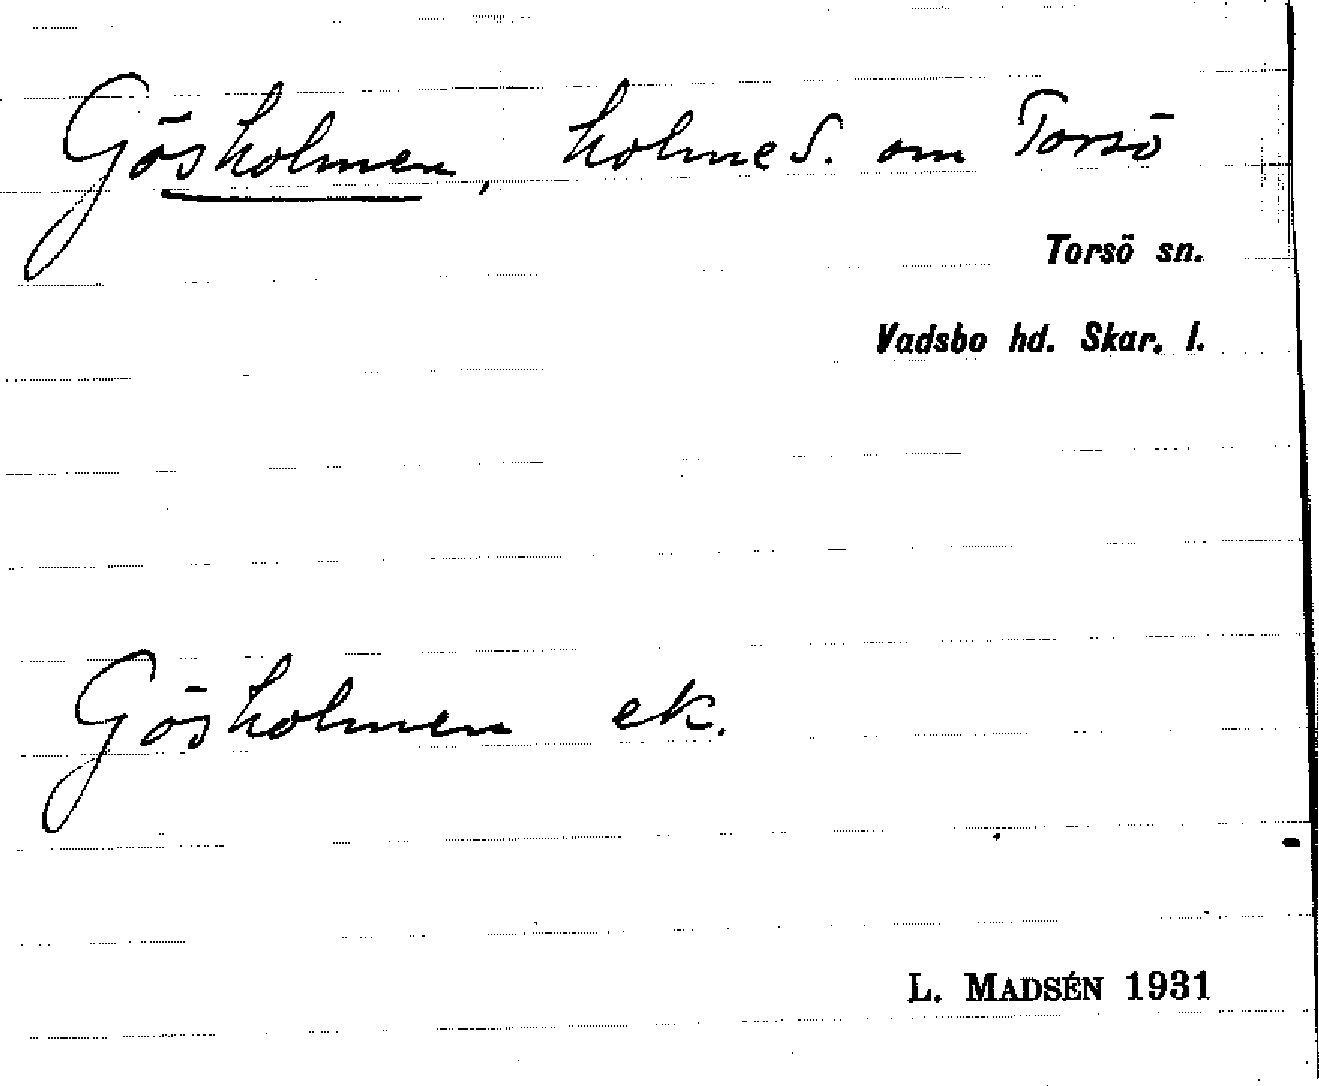 Gösholmen, holme S. om Torsö
Torsö sn.
Vadsbo hd. Skar. l.
Gösholmen ek.
L. MADSÉN 1931